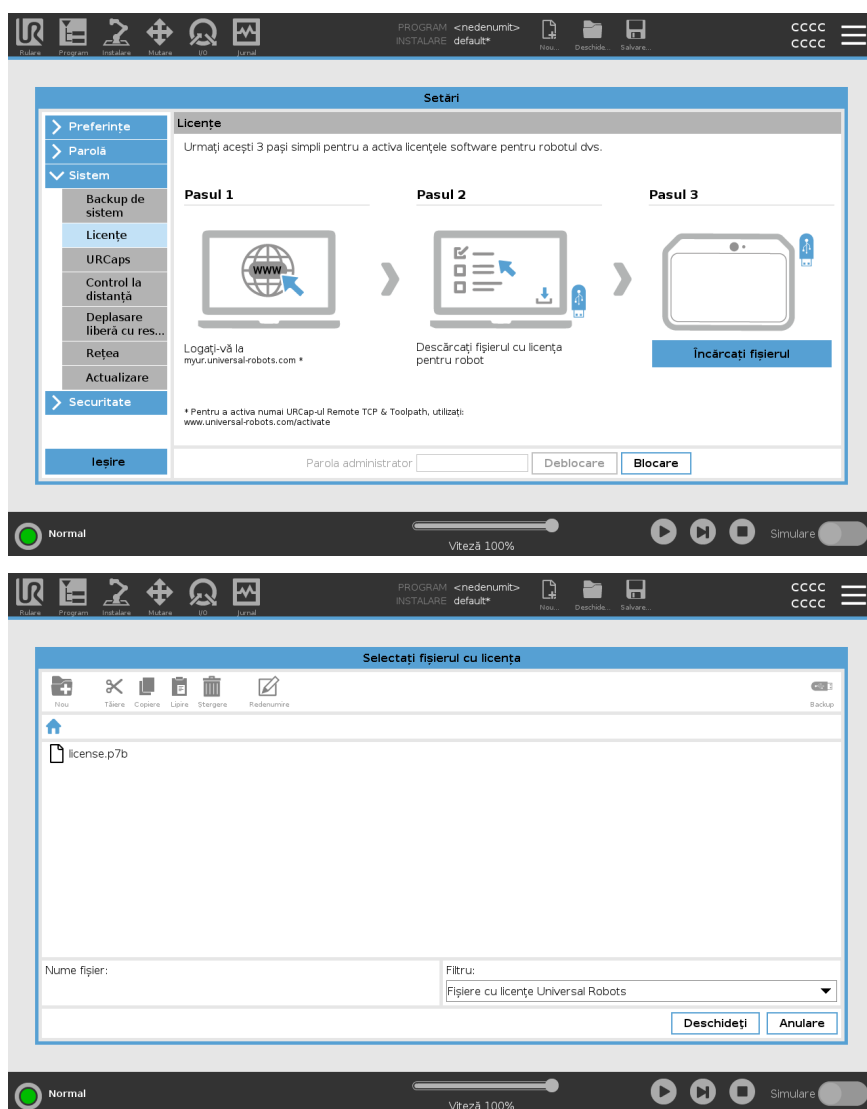 PROGRAM <nedenumit>
INSTALARE default*
cccc
cccc
Rulare Program Instalare Mutare I/O Jurnal Nou... Deschide... Salvare...
Setări
Preferințe
Parolă
Sistem
Backup de
sistem
Licențe
URCaps
Control la
distanță
Deplasare
liberă cu res...
Rețea
Actualizare
Securitate
Ieșire
Licențe
Urmați acești 3 pași simpli pentru a activa licențele software pentru robotul dvs.
Pasul 1
WWW
Logați-vă la
myur.universal-robots.com *
Pasul 2
Descărcați fișierul cu licența
pentru robot
Pasul 3
Încărcați fișierul
* Pentru a activa numai URCap-ul Remote TCP & Toolpath, utilizați:
www.universal-robots.com/activate
Parola administrator Deblocare Blocare
Normal
Viteză 100%
Simulare
PROGRAM <nedenumit>
INSTALARE default*
cccc
cccc
Rulare Program Instalare Mutare I/O Jurnal Nou... Deschide... Salvare...
Selectați fișierul cu licența
Nou Tăiere Copiere Lipire Ștergere Redenumire Backup
license.p7b
Nume fișier:
Filtru:
Fișiere cu licențe Universal Robots
Deschideți Anulare
Normal
Viteză 100%
Simulare